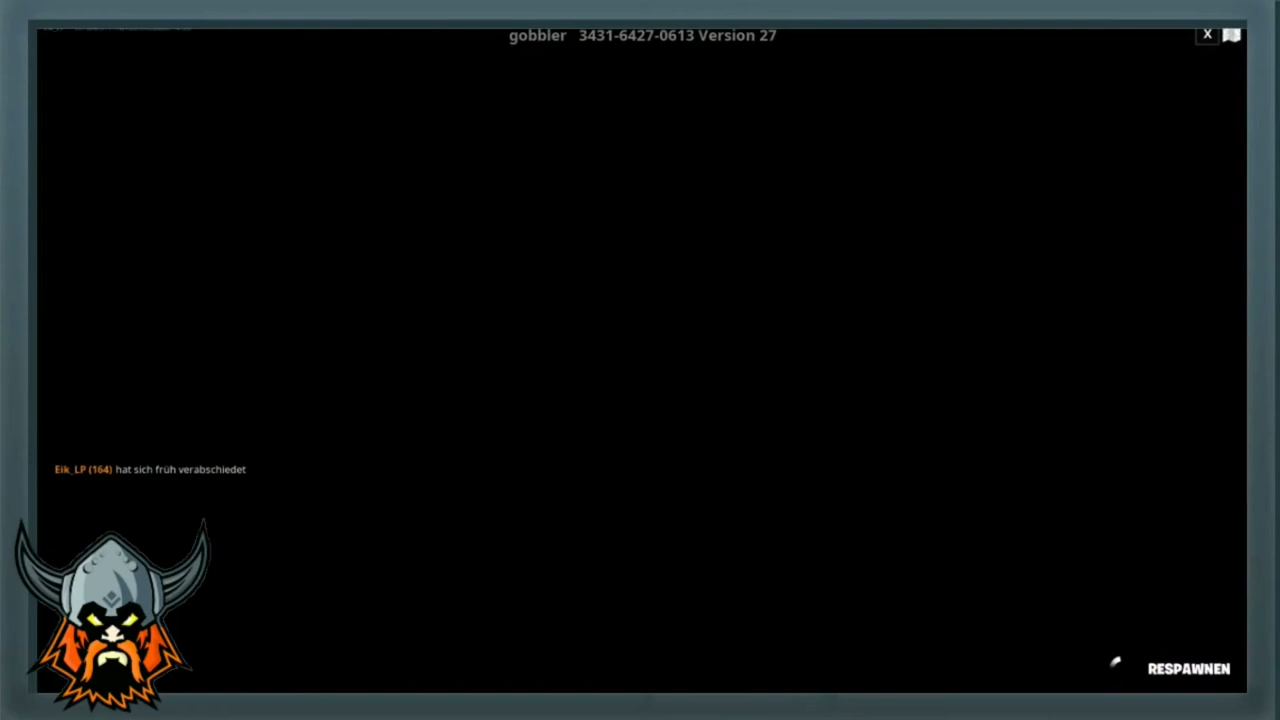 gobbler 3431-6427-0613 Version 27
X
Eik_LP (164) hat sich früh verabschiedet
RESPAWNEN